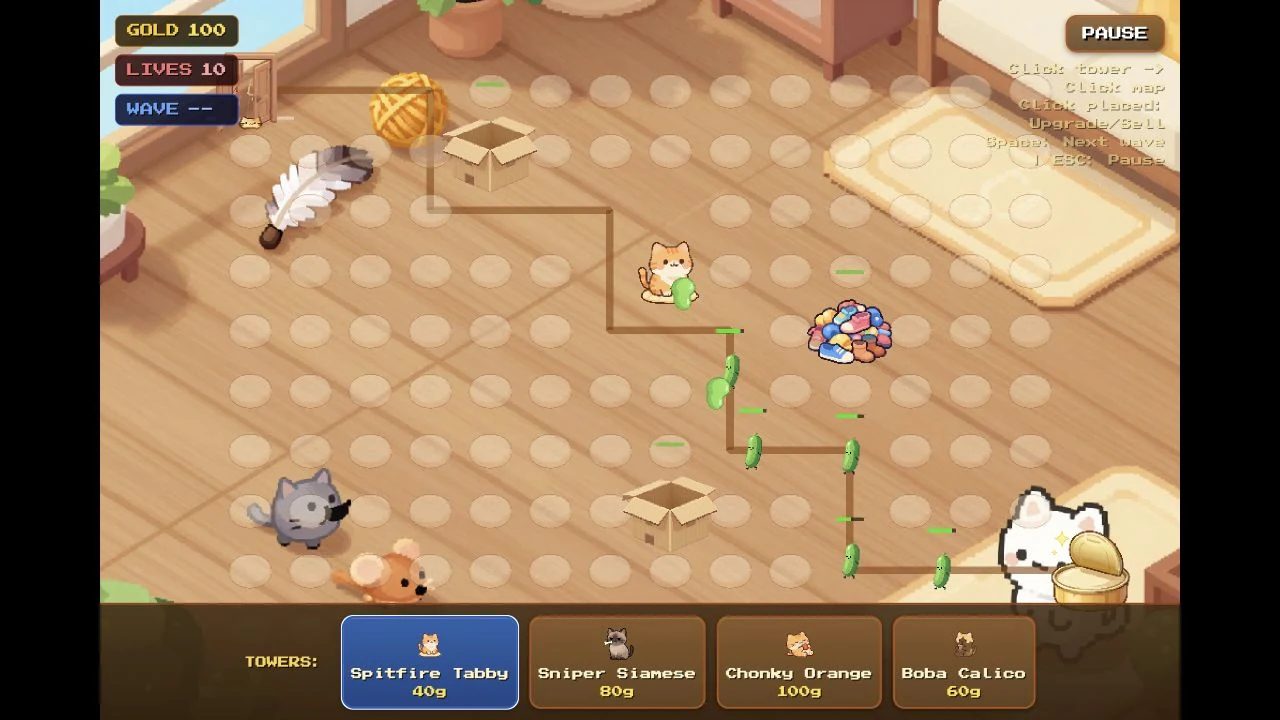 GOLD 100
LIVES 10
WAVE --
PAUSE
Click tower ->
Click map
Click placed:
Upgrade/Sell
Space: Next wave
| ESC: Pause
TOWERS:
Spitfire Tabby
40g
Sniper Siamese
80g
Chonky Orange
100g
Boba Calico
60g